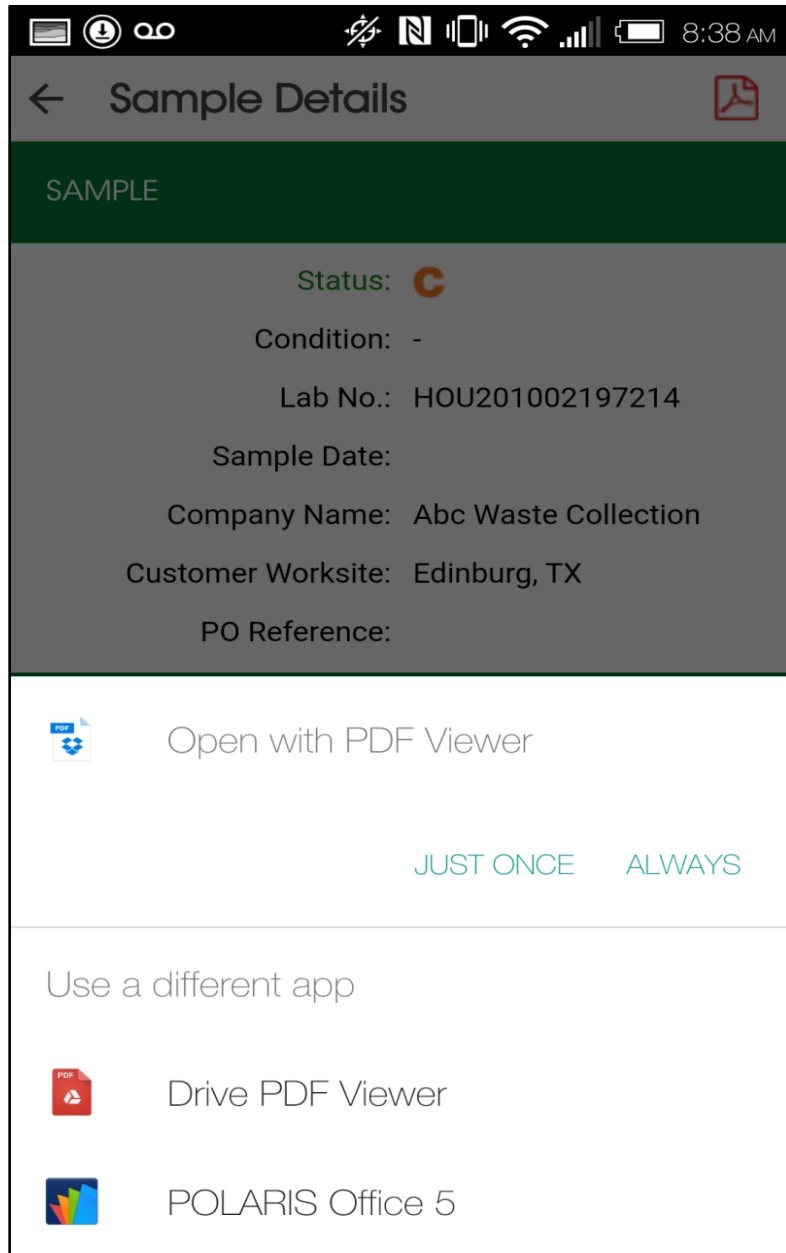 8:38 AM
Sample Details
SAMPLE
Status: C
Condition: -
Lab No.: HOU201002197214
Sample Date:
Company Name: Abc Waste Collection
Customer Worksite: Edinburg, TX
PO Reference:
PDF
Open with PDF Viewer
JUST ONCE ALWAYS
Use a different app
PDF
Drive PDF Viewer
POLARIS Office 5